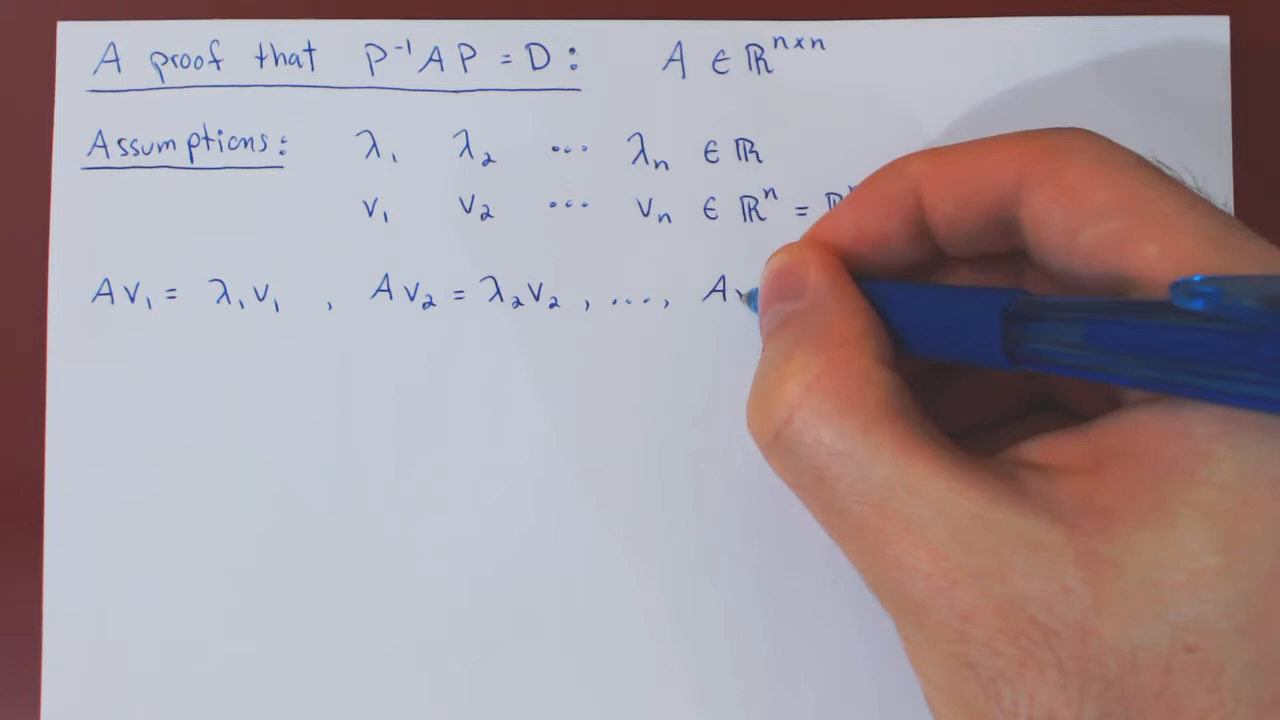 A proof that P⁻¹AP = D: A ∈ ℝⁿˣⁿ
Assumptions: λ₁ λ₂ ... λₙ ∈ ℝ
v₁ v₂ ... vₙ ∈ ℝⁿ =
Av₁ = λ₁v₁ , Av₂ = λ₂v₂ , ...., A